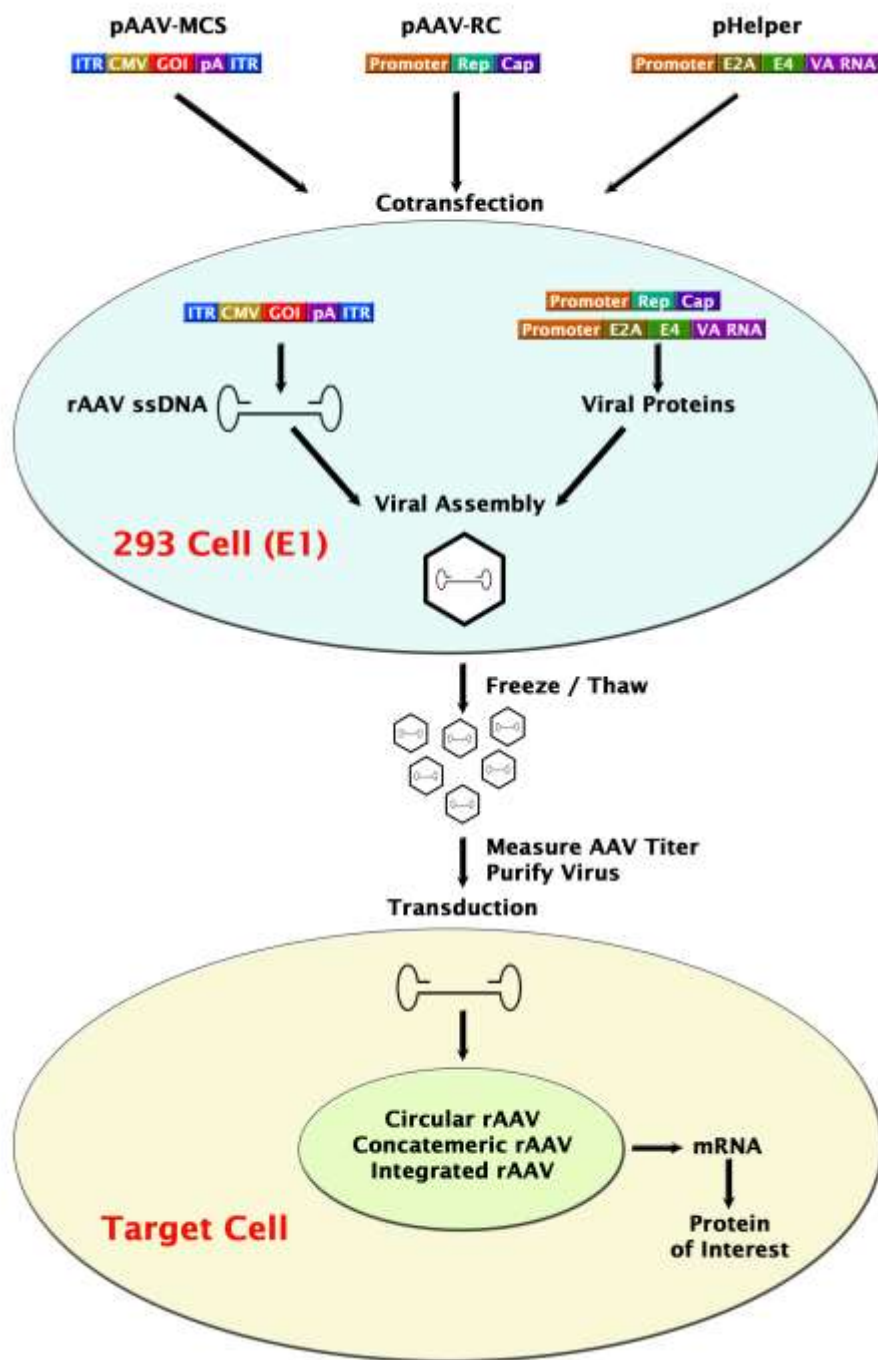 pAAV-MCS pAAV-RC pHelper
ITR CMV GOI pA ITR Promoter Rep Cap Promoter E2A E4 VA RNA
Cotransfection
Promoter Rep Cap
ITR CMV GOI pA ITR
Promoter E2A E4 VA RNA
rAAV ssDNA Viral Proteins
Viral Assembly
293 Cell (E1)
Freeze / Thaw
Measure AAV Titer
Purify Virus
Transduction
Circular rAAV
Concatemeric rAAV
Integrated rAAV
mRNA
Target Cell
Protein
of Interest